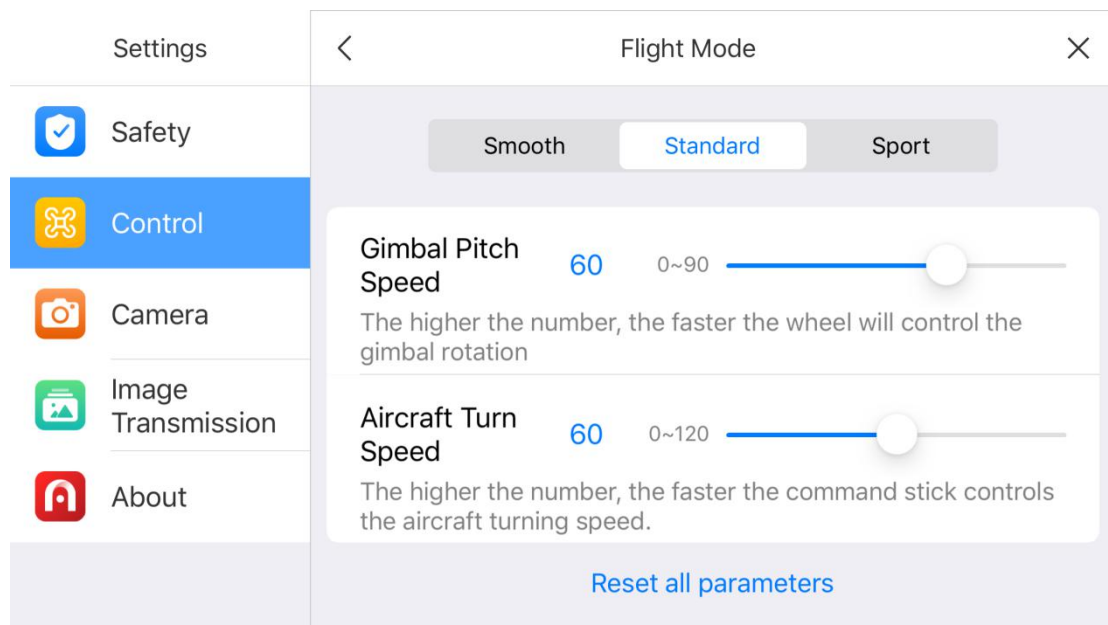 Settings
Flight Mode
Safety
Control
Camera
Image
Transmission
About
Smooth Standard Sport
Gimbal Pitch
Speed
60 0~90
The higher the number, the faster the wheel will control the
gimbal rotation
Aircraft Turn
Speed
60 0~120
The higher the number, the faster the command stick controls
the aircraft turning speed.
Reset all parameters